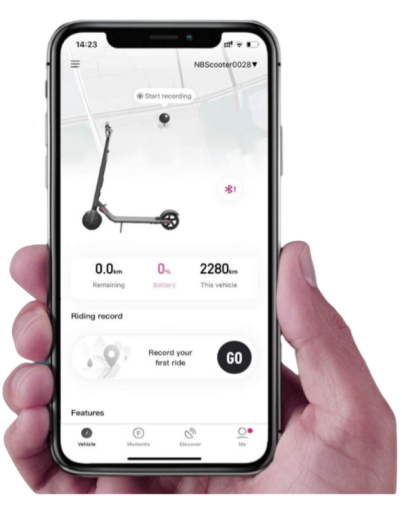 14:23
NBScooter0028▼
Start recording
0.0km
0%
2280km
Remaining
Battery
This vehicle
Riding record
Record your
first ride
GO
Features
Vehicle
Moments
Discover
Me